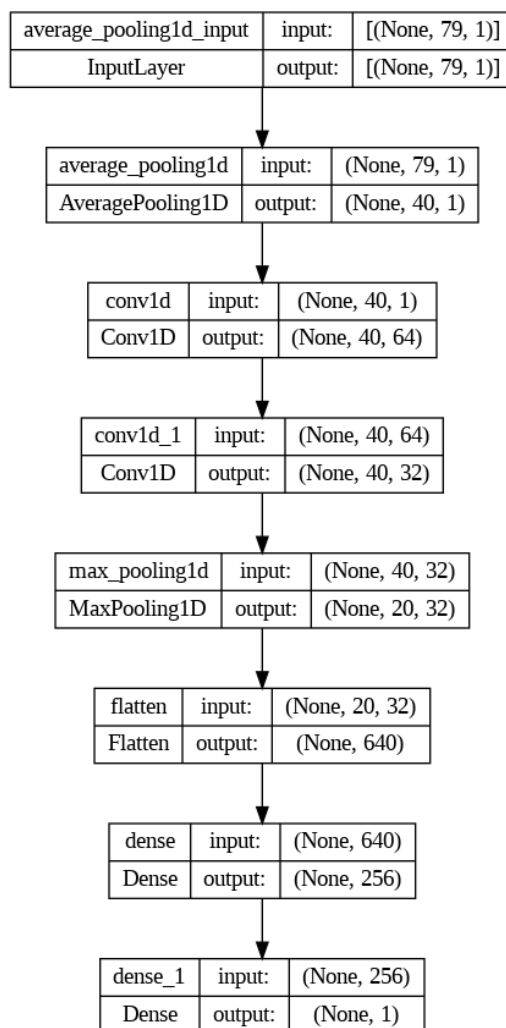 average_pooling1d_input input: [(None, 79, 1)]
InputLayer output: [(None, 79, 1)]
average_pooling1d input: (None, 79, 1)
AveragePooling1D output: (None, 40, 1)
conv1d input: (None, 40, 1)
Conv1D output: (None, 40, 64)
conv1d_1 input: (None, 40, 64)
Conv1D output: (None, 40, 32)
max_pooling1d input: (None, 40, 32)
MaxPooling1D output: (None, 20, 32)
flatten input: (None, 20, 32)
Flatten output: (None, 640)
dense input: (None, 640)
Dense output: (None, 256)
dense_1 input: (None, 256)
Dense output: (None, 1)